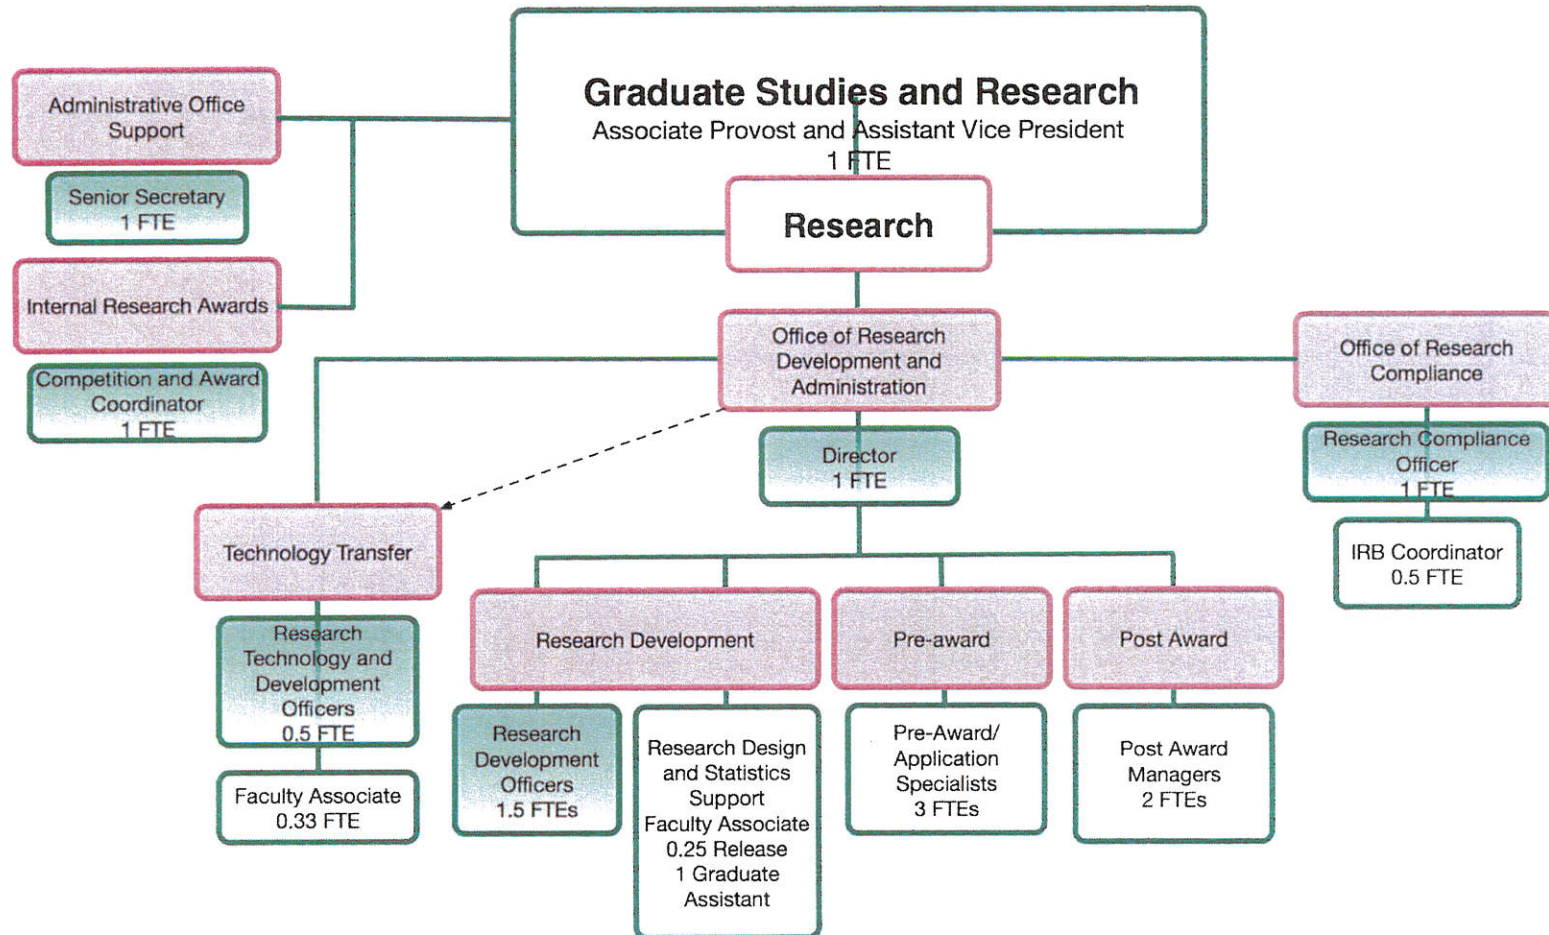 Graduate Studies and Research
Associate Provost and Assistant Vice President
1 FTE
Research
Administrative Office
Support
Senior Secretary
1 FTE
Internal Research Awards
Competition and Award
Coordinator
1 FTE
Office of Research
Development and
Administration
Director
1 FTE
Office of Research
Compliance
Research Compliance
Officer
1 FTE
IRB Coordinator
0.5 FTE
Technology Transfer
Research
Technology and
Development
Officers
0.5 FTE
Faculty Associate
0.33 FTE
Research Development
Research
Development
Officers
1.5 FTEs
Research Design
and Statistics
Support
Faculty Associate
0.25 Release
1 Graduate
Assistant
Pre-award
Pre-Award/
Application
Specialists
3 FTEs
Post Award
Post Award
Managers
2 FTEs